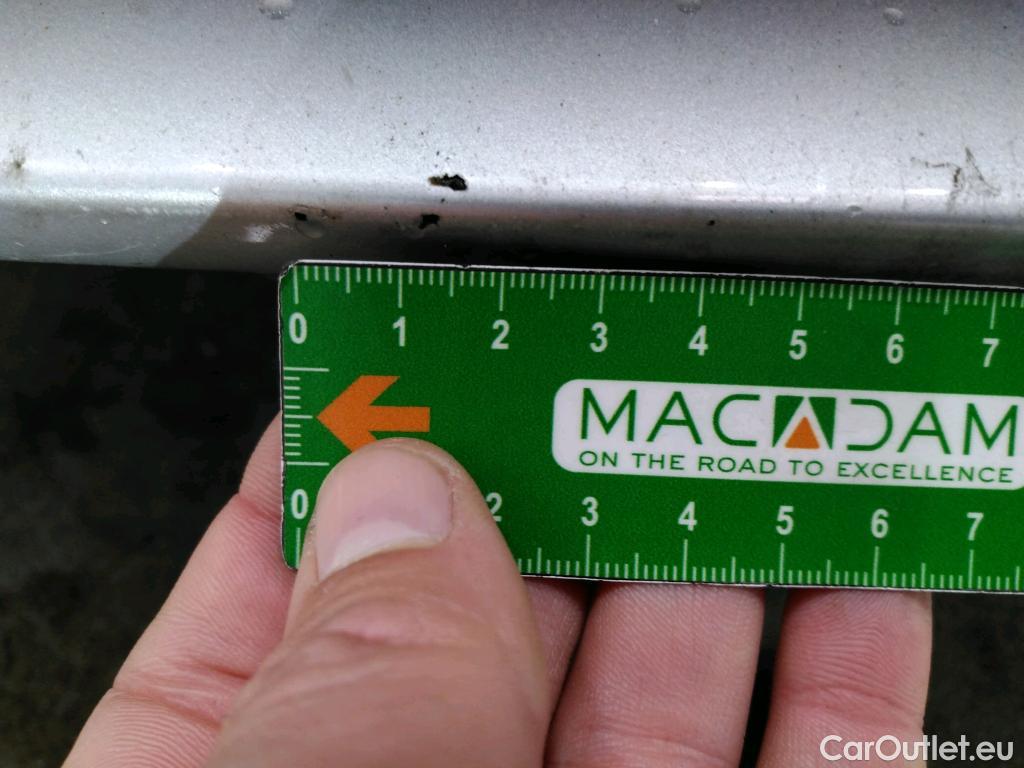 0 1 2 3 4 5 6 7
MACADAM
ON THE ROAD TO EXCELLENCE
0 2 3 4 5 6 7
CarOutlet.eu